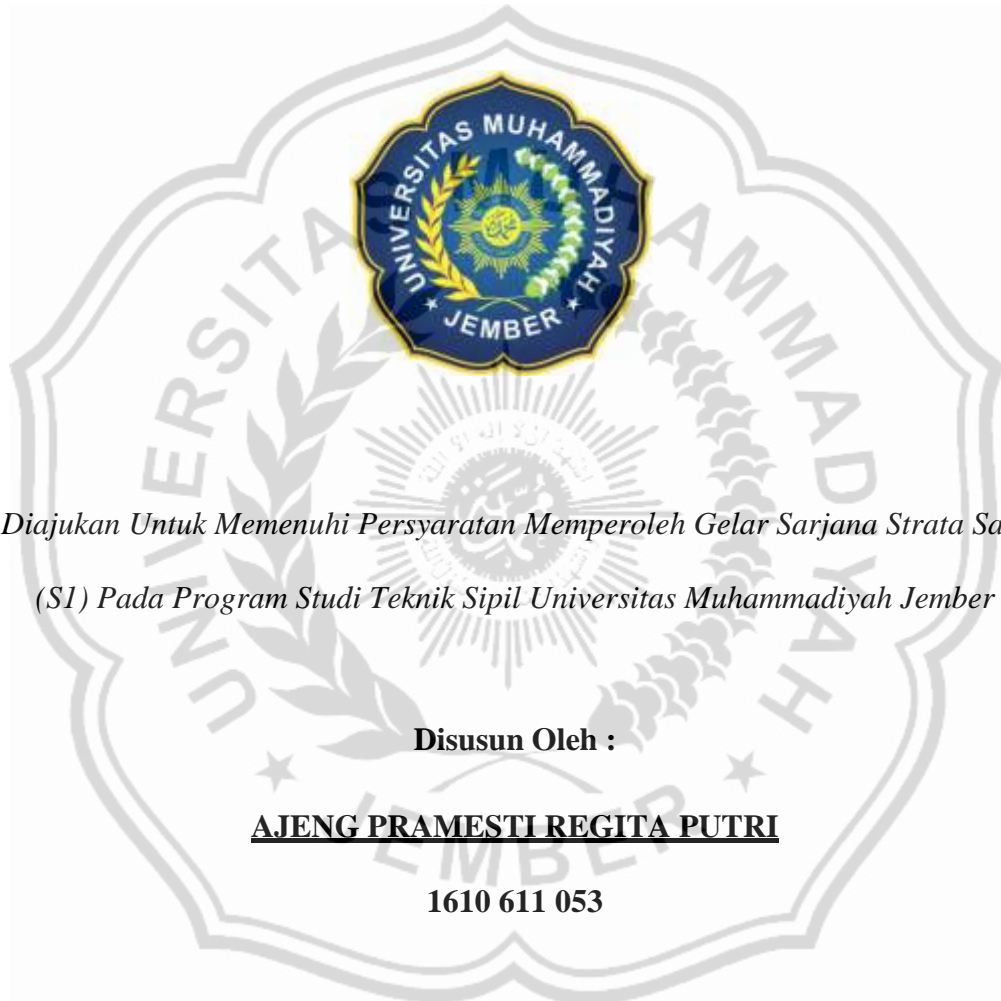 UNIVERSITAS MUHAMMADIYAH
JEMBER
Diajukan Untuk Memenuhi Persyaratan Memperoleh Gelar Sarjana Strata Sa
(S1) Pada Program Studi Teknik Sipil Universitas Muhammadiyah Jember
Disusun Oleh :
AJENG PRAMESTI REGITA PUTRI
1610 611 053